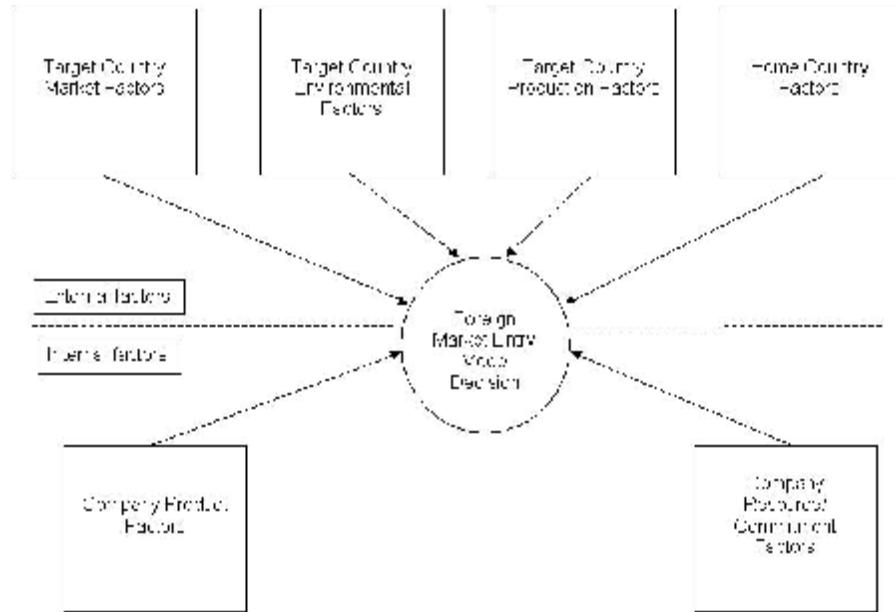 Target Country
Market Factors
Target Country
Environmental
Factors
Target Country
Production Factors
Home Country
Factors
External factors
Internal factors
Foreign
Market Entry
Mode
Decision
Company Product
Factors
Company
Resource/
Commitment
Factors